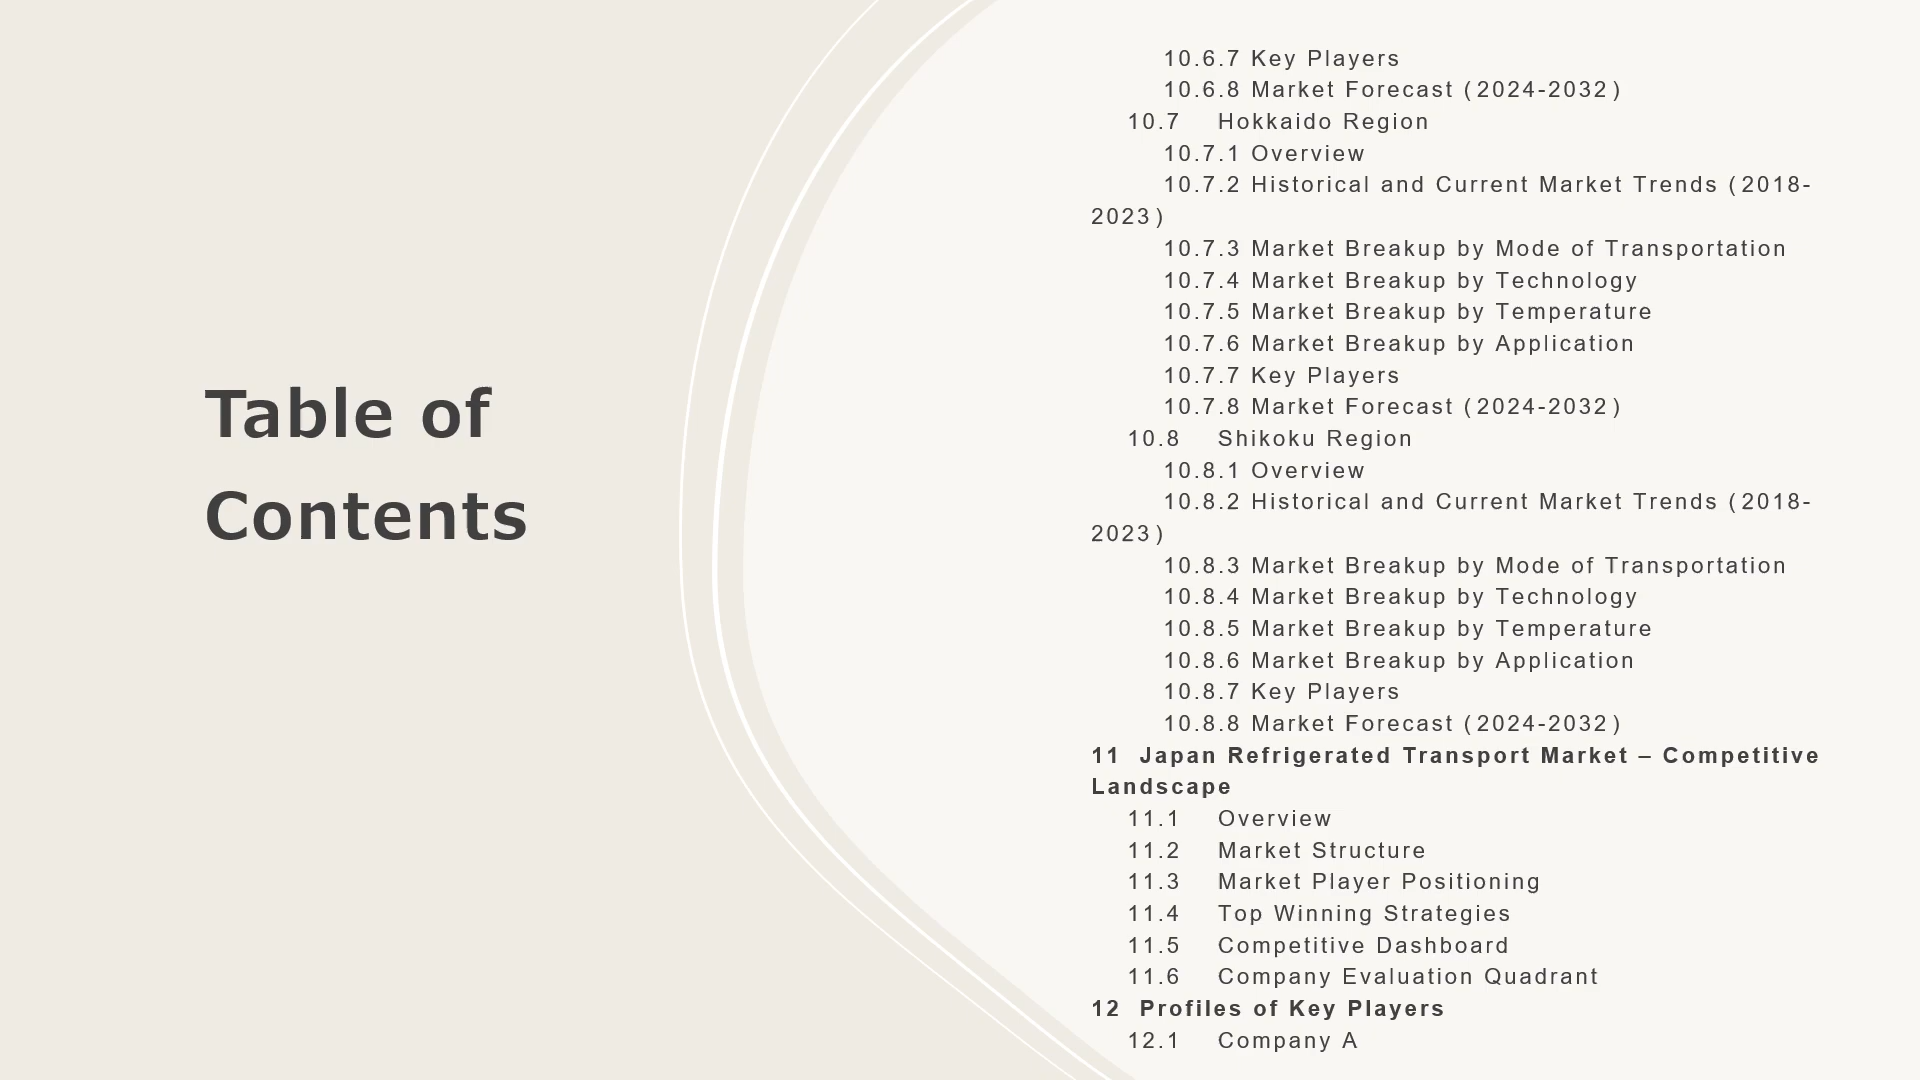 Table of
Contents
10.6.7 Key Players
10.6.8 Market Forecast (2024-2032)
10.7 Hokkaido Region
10.7.1 Overview
10.7.2 Historical and Current Market Trends (2018-
2023)
10.7.3 Market Breakup by Mode of Transportation
10.7.4 Market Breakup by Technology
10.7.5 Market Breakup by Temperature
10.7.6 Market Breakup by Application
10.7.7 Key Players
10.7.8 Market Forecast (2024-2032)
10.8 Shikoku Region
10.8.1 Overview
10.8.2 Historical and Current Market Trends (2018-
2023)
10.8.3 Market Breakup by Mode of Transportation
10.8.4 Market Breakup by Technology
10.8.5 Market Breakup by Temperature
10.8.6 Market Breakup by Application
10.8.7 Key Players
10.8.8 Market Forecast (2024-2032)
11 Japan Refrigerated Transport Market – Competitive
Landscape
11.1 Overview
11.2 Market Structure
11.3 Market Player Positioning
11.4 Top Winning Strategies
11.5 Competitive Dashboard
11.6 Company Evaluation Quadrant
12 Profiles of Key Players
12.1 Company A